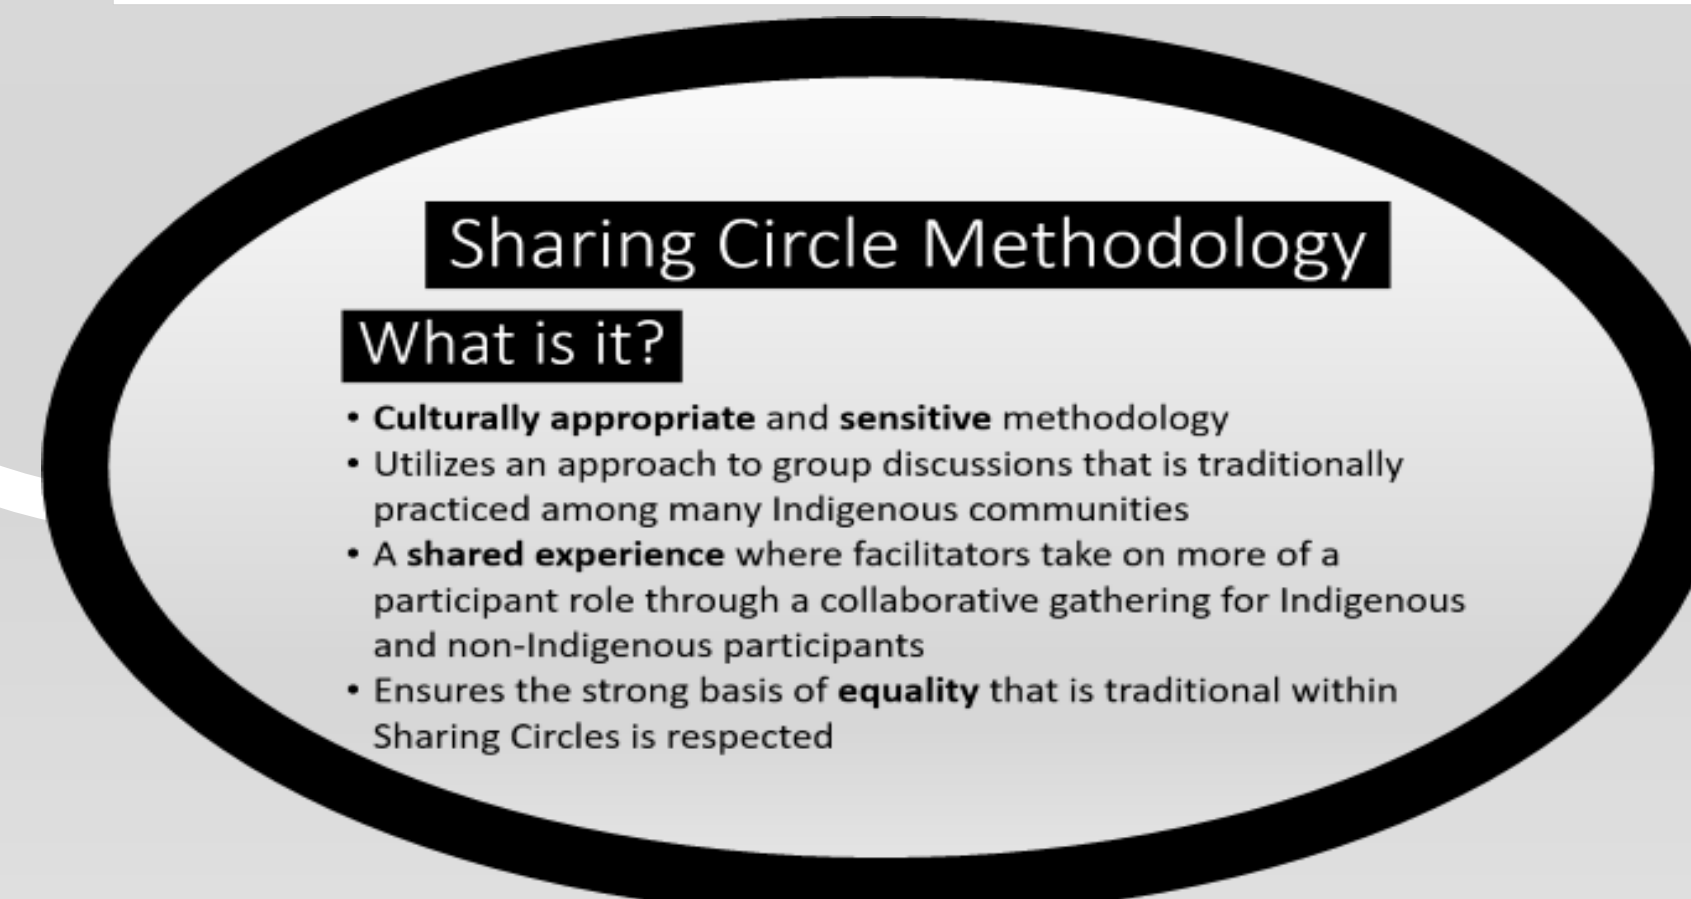 Sharing Circle Methodology
What is it?
• Culturally appropriate and sensitive methodology
• Utilizes an approach to group discussions that is traditionally
practiced among many Indigenous communities
• A shared experience where facilitators take on more of a
participant role through a collaborative gathering for Indigenous
and non-Indigenous participants
• Ensures the strong basis of equality that is traditional within
Sharing Circles is respected